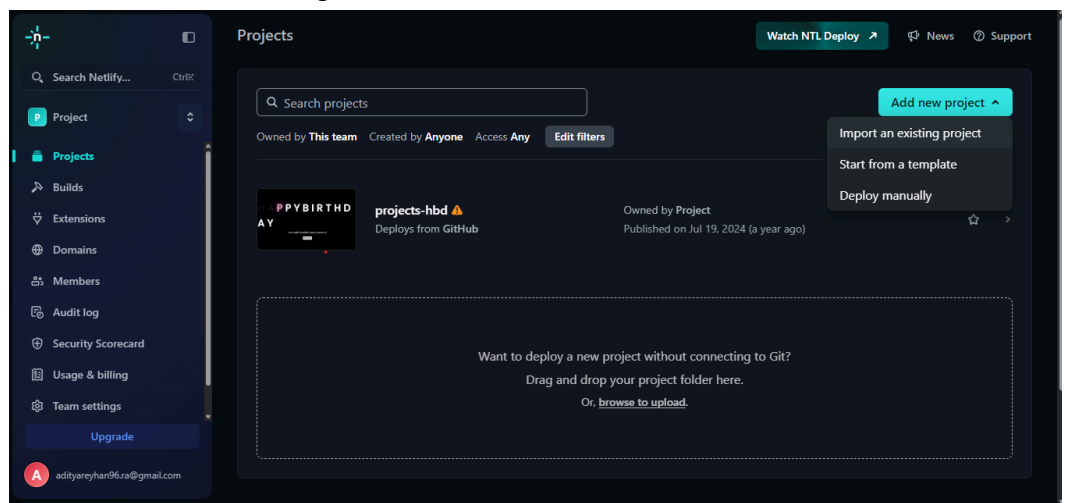 n
Projects
Watch NTL Deploy
News
Support
Search Netlify...
Ctrl K
P Project
Projects
Builds
Extensions
Domains
Members
Audit log
Security Scorecard
Usage & billing
Team settings
Upgrade
A adityareyhan96.ra@gmail.com
Search projects
Add new project
Import an existing project
Start from a template
Deploy manually
Owned by This team Created by Anyone Access Any Edit filters
PPYBIRTHD
AY
projects-hbd
Deploys from GitHub
Owned by Project
Published on Jul 19, 2024 (a year ago)
Want to deploy a new project without connecting to Git?
Drag and drop your project folder here.
Or, browse to upload.